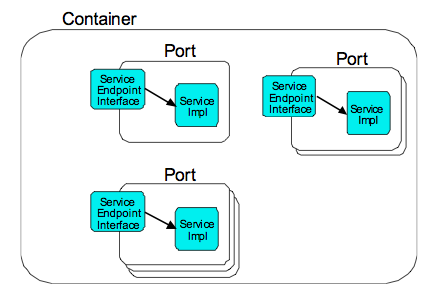 Container
Port
Service
Endpoint
Interface
Service
Impl
Port
Service
Endpoint
Interface
Service
Impl
Port
Service
Endpoint
Interface
Service
Impl